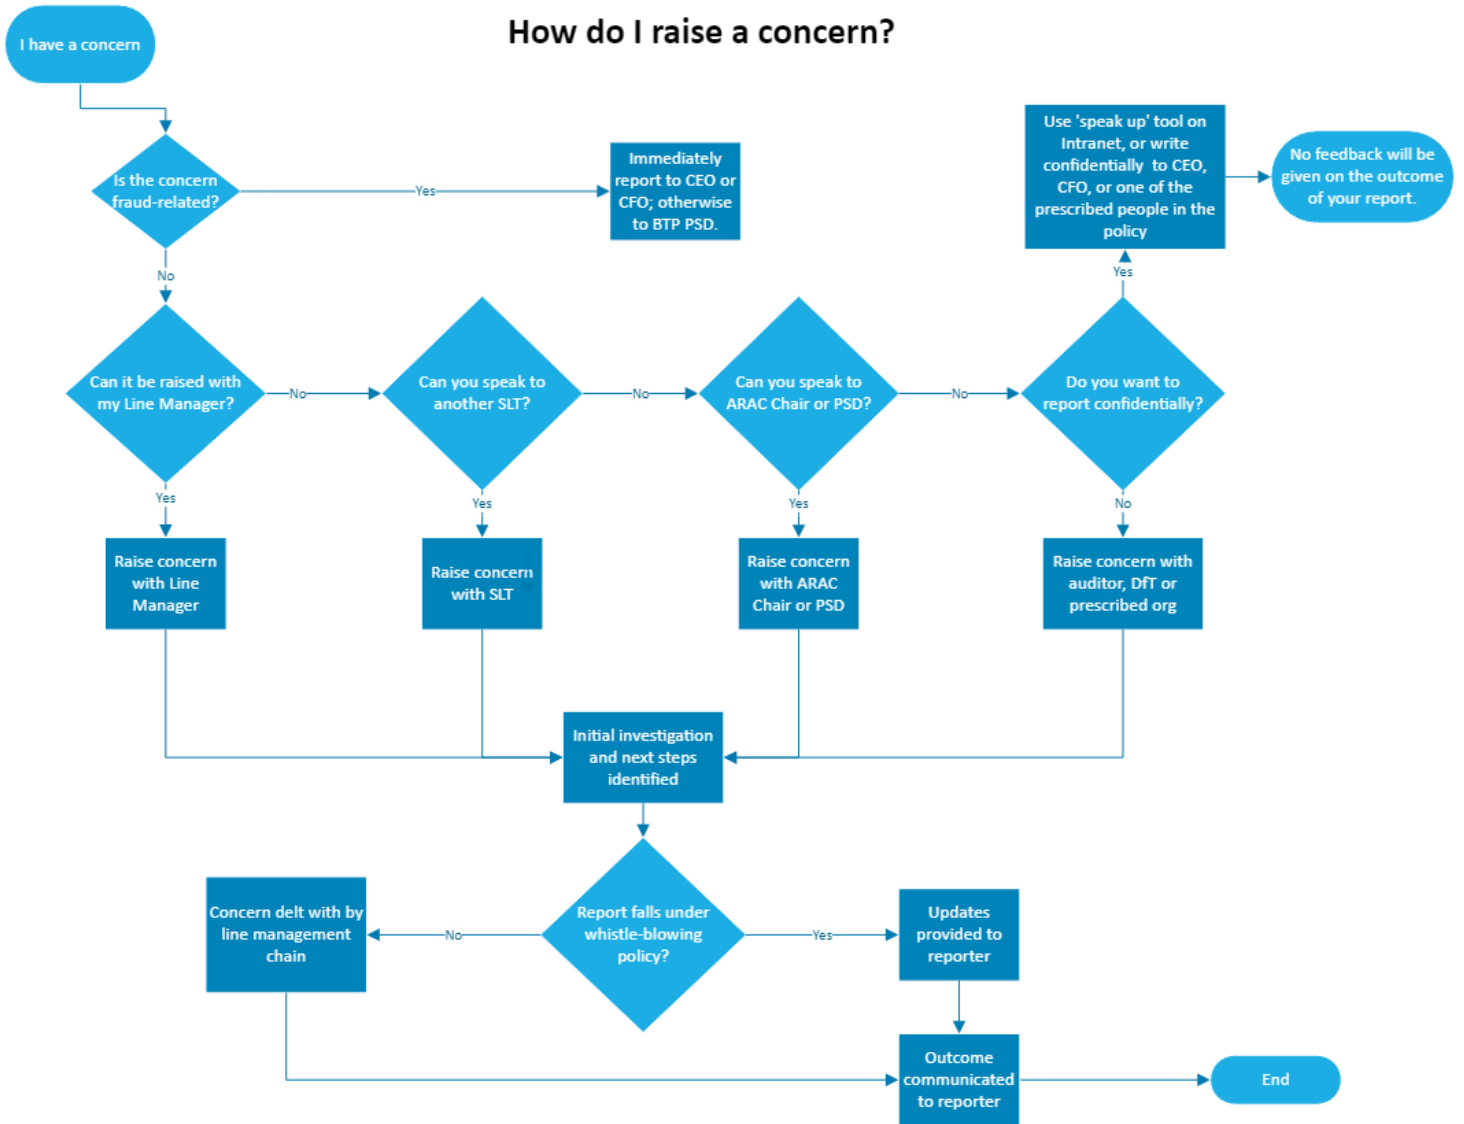 How do I raise a concern?
I have a concern
Is the concern
fraud-related?
Yes
Immediately
report to CEO or
CFO; otherwise
to BTP PSD.
Use 'speak up' tool on
Intranet, or write
confidentially to CEO,
CFO, or one of the
prescribed people in the
policy
No feedback will be
given on the outcome
of your report.
No
Yes
Can it be raised with
my Line Manager?
No
Can you speak to
another SLT?
No
Can you speak to
ARAC Chair or PSD?
No
Do you want to
report confidentially?
Yes
Yes
Yes
No
Raise concern
with Line
Manager
Raise concern
with SLT
Raise concern
with ARAC
Chair or PSD
Raise concern with
auditor, DfT or
prescribed org
Initial investigation
and next steps
identified
Concern delt with by
line management
chain
No
Report falls under
whistle-blowing
policy?
Yes
Updates
provided to
reporter
Outcome
communicated
to reporter
End